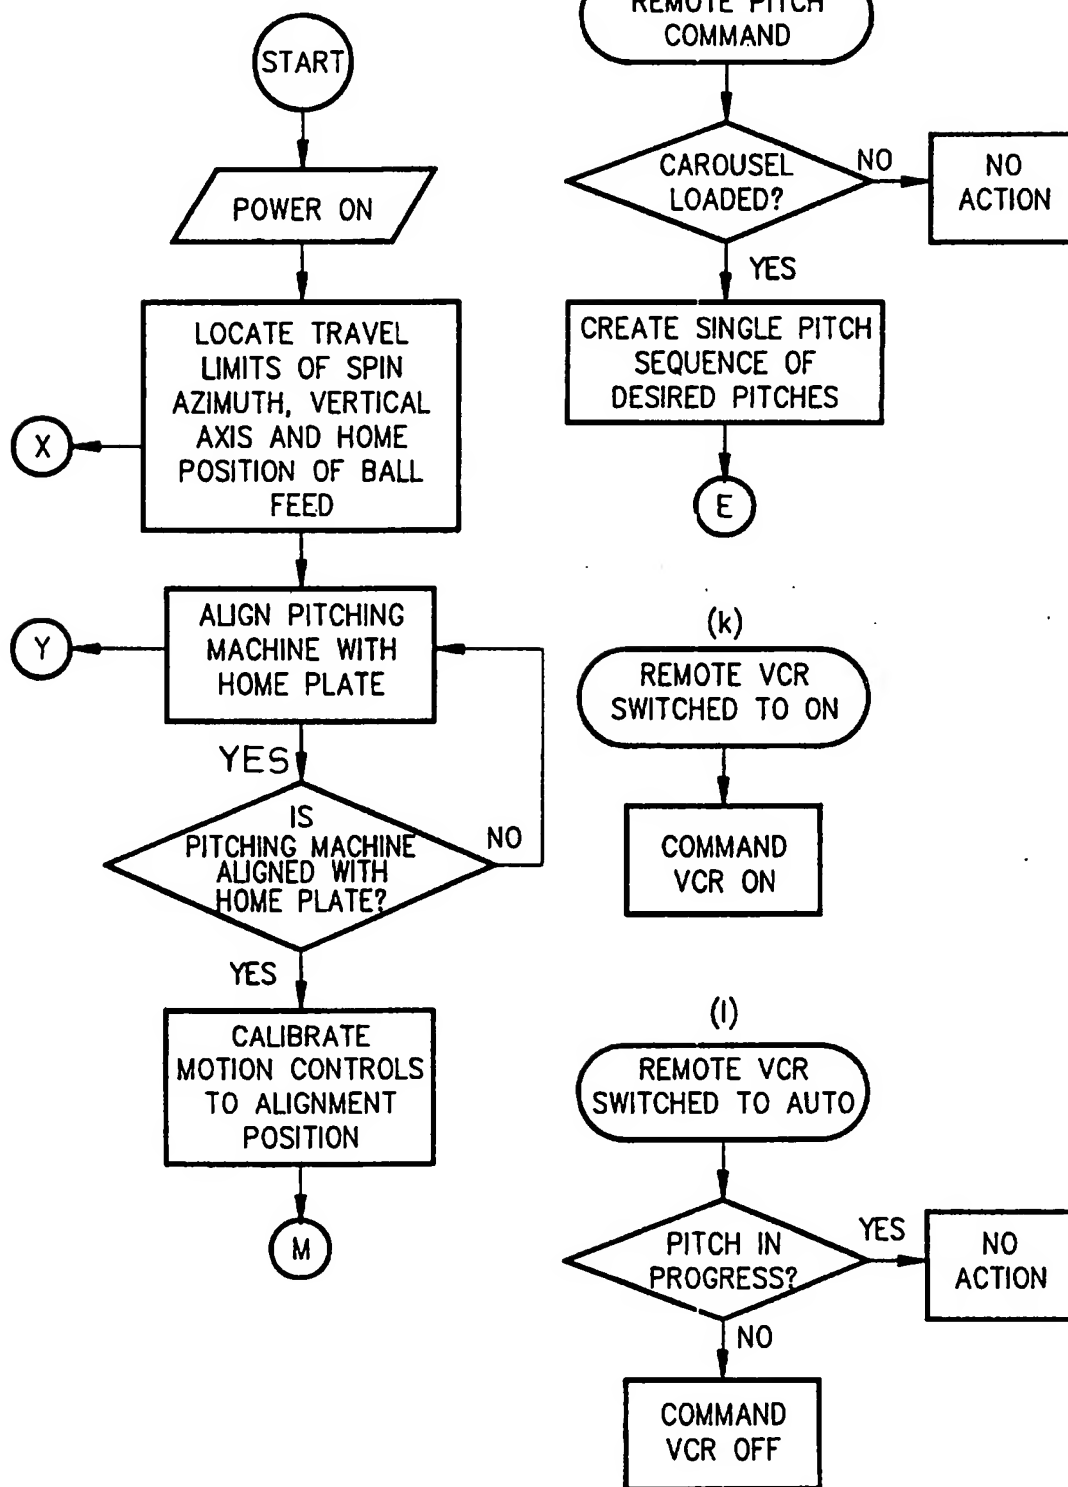 START
POWER ON
LOCATE TRAVEL
LIMITS OF SPIN
AZIMUTH, VERTICAL
AXIS AND HOME
POSITION OF BALL
FEED
X
ALIGN PITCHING
MACHINE WITH
HOME PLATE
Y
YES
IS
PITCHING MACHINE
ALIGNED WITH
HOME PLATE?
NO
YES
CALIBRATE
MOTION CONTROLS
TO ALIGNMENT
POSITION
M
REMOTE PITCH
COMMAND
CAROUSEL
LOADED?
NO
NO
ACTION
YES
CREATE SINGLE PITCH
SEQUENCE OF
DESIRED PITCHES
E
(k)
REMOTE VCR
SWITCHED TO ON
COMMAND
VCR ON
(l)
REMOTE VCR
SWITCHED TO AUTO
PITCH IN
PROGRESS?
YES
NO
ACTION
NO
COMMAND
VCR OFF